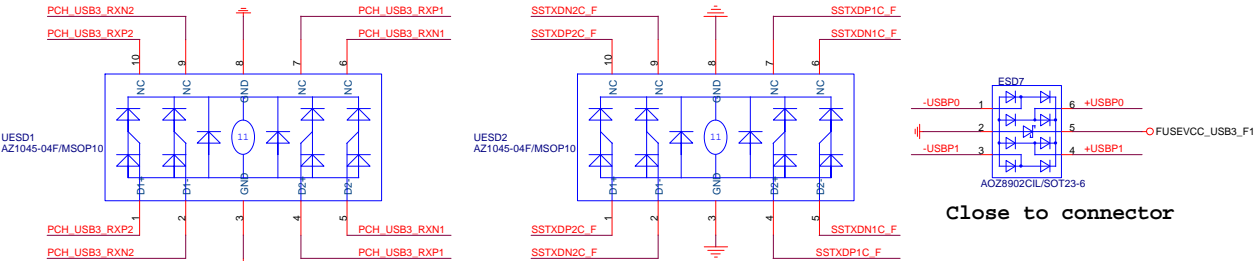 PCH_USB3_RXN2
PCH_USB3_RXP1
PCH_USB3_RXP2
PCH_USB3_RXN1
10
9
8
7
6
NC
NC
GND
NC
NC
UESD1
AZ1045-04F/MSOP10
11
D1+
D1-
GND
D2+
D2-
1
2
3
4
5
PCH_USB3_RXP2
PCH_USB3_RXN1
PCH_USB3_RXN2
PCH_USB3_RXP1
SSTXDN2C_F
SSTXDP1C_F
SSTXDP2C_F
SSTXDN1C_F
10
9
8
7
6
NC
NC
GND
NC
NC
UESD2
AZ1045-04F/MSOP10
11
D1+
D1-
GND
D2+
D2-
1
2
3
4
5
SSTXDP2C_F
SSTXDN1C_F
SSTXDN2C_F
SSTXDP1C_F
ESD7
-USBP0
1
6
+USBP0
2
5
FUSEVCC_USB3_F1
-USBP1
3
4
+USBP1
AOZ8902CIL/SOT23-6
Close to connector